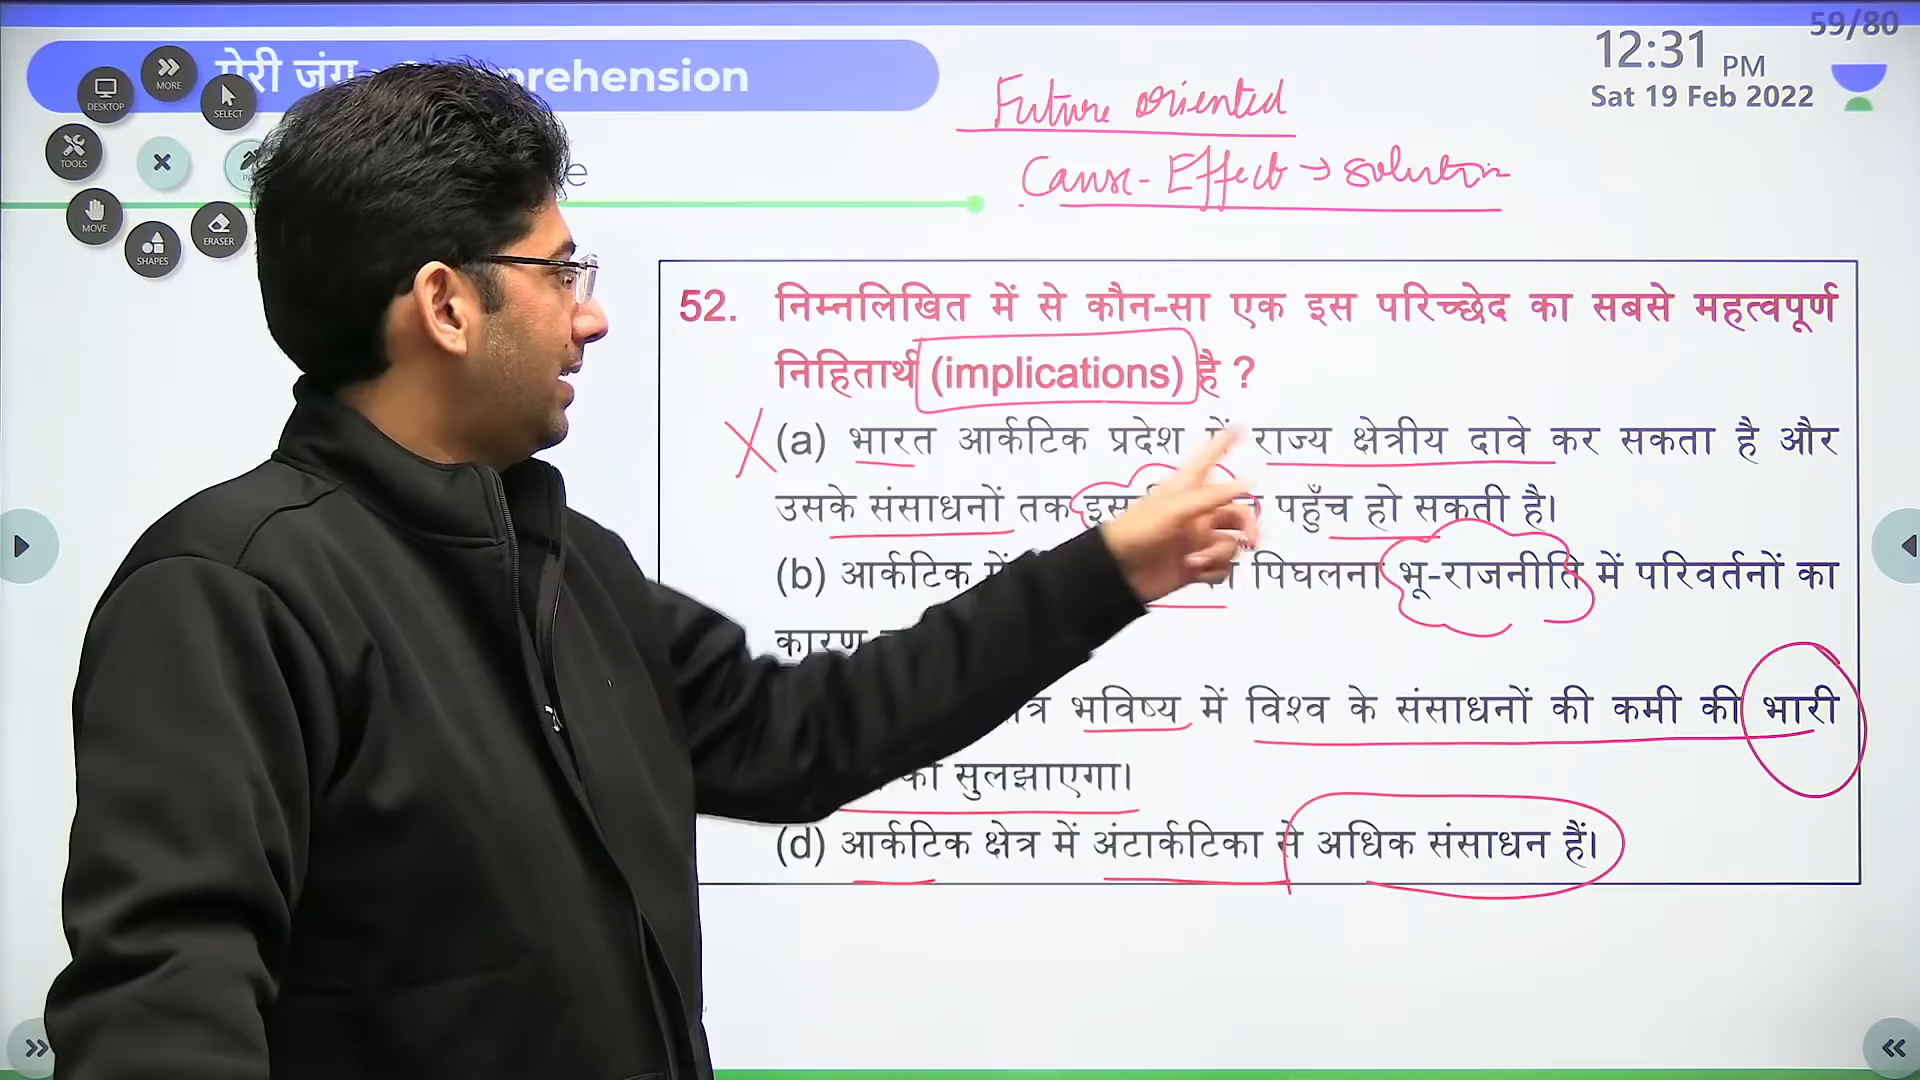 59/80
12:31 PM
Sat 19 Feb 2022
मेरी जंग
prehension
MORE
DESKTOP
SELECT
TOOLS
MOVE
ERASER
SHAPES
Future oriented
Cause-Effect → solution
52. निम्नलिखित में से कौन-सा एक इस परिच्छेद का सबसे महत्वपूर्ण
निहितार्थ (implications) है ?
X (a) भारत आर्कटिक प्रदेश में राज्य क्षेत्रीय दावे कर सकता है और
उसके संसाधनों तक पहुँच हो सकती है।
(b) आर्कटिक में पिघलना भू-राजनीति में परिवर्तनों का
कारण
भविष्य में विश्व के संसाधनों की कमी की भारी
को सुलझाएगा।
(d) आर्कटिक क्षेत्र में अंटार्कटिका से अधिक संसाधन हैं।